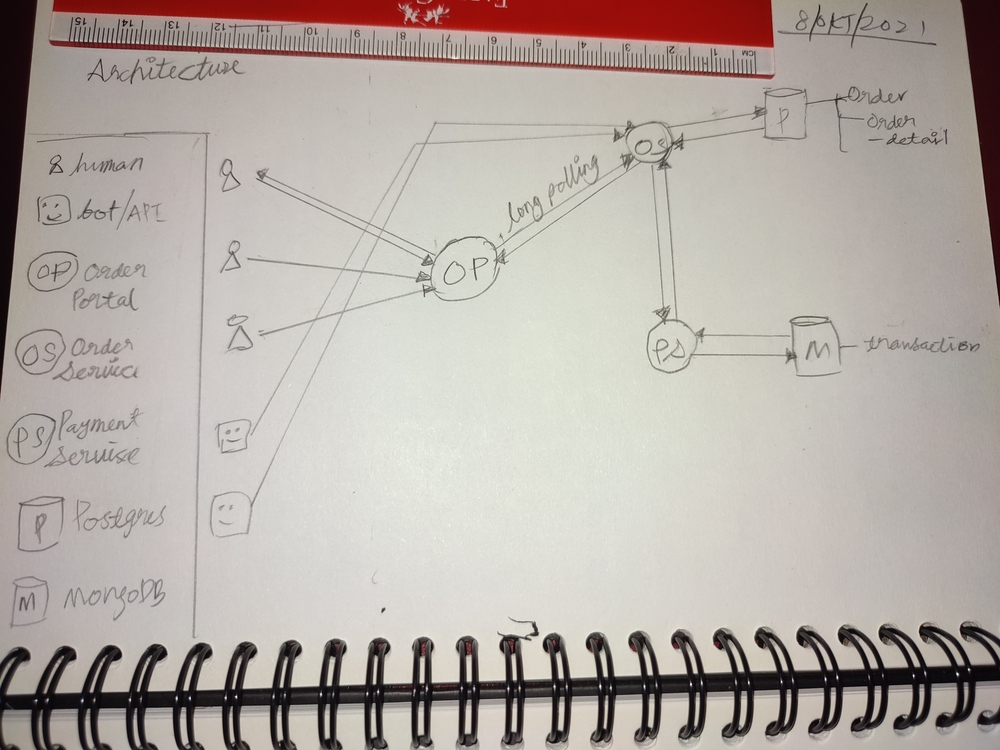 8/OKT/2021
Architecture
15 14 13 12 11 10 9 8 7 6 5 4 3 2 1 CM
human
bot/API
OP Order
Portal
OS Order
Service
PS Payment
Service
P Postgres
M MongoDB
OP
long polling
OS
P
Order
Order
- detail
PS
M
transaction